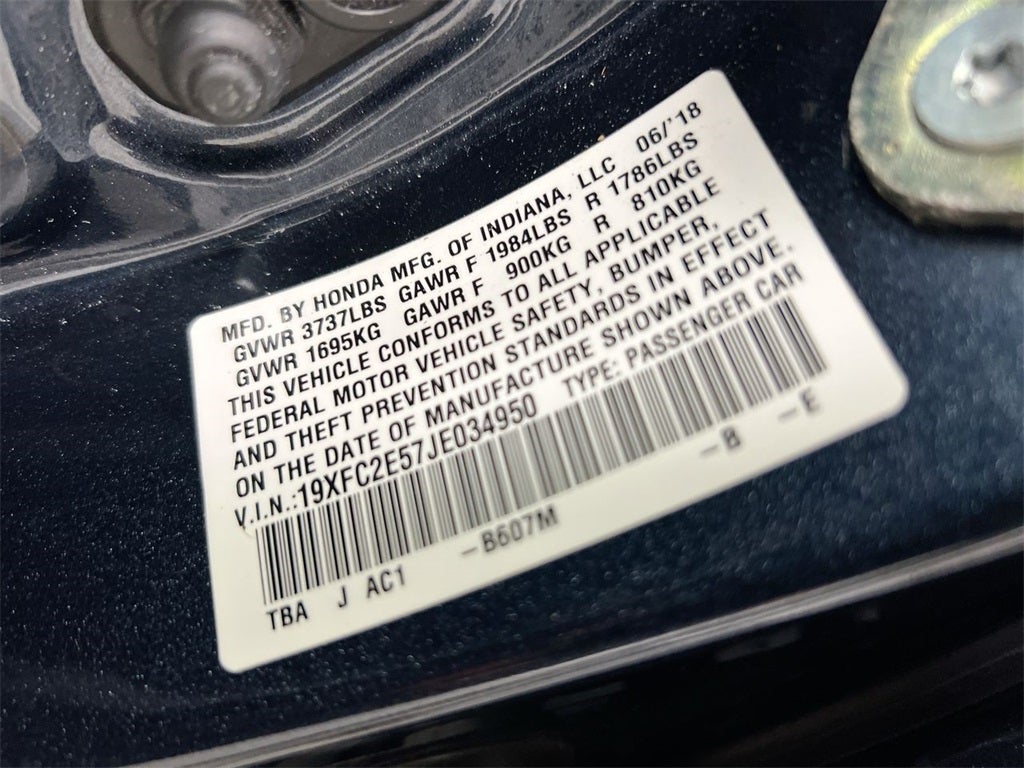 MFD. BY HONDA MFG. OF INDIANA, LLC 06/'18
GVWR 3737LBS GAWR F 1984LBS R 1786LBS
GVWR 1695KG GAWR F 900KG R 810KG
THIS VEHICLE CONFORMS TO ALL APPLICABLE
FEDERAL MOTOR VEHICLE SAFETY, BUMPER,
AND THEFT PREVENTION STANDARDS IN EFFECT
ON THE DATE OF MANUFACTURE SHOWN ABOVE.
V.I.N.:19XFC2E57JE034950 TYPE: PASSENGER CAR
TBA J AC1 -B607M -B -E